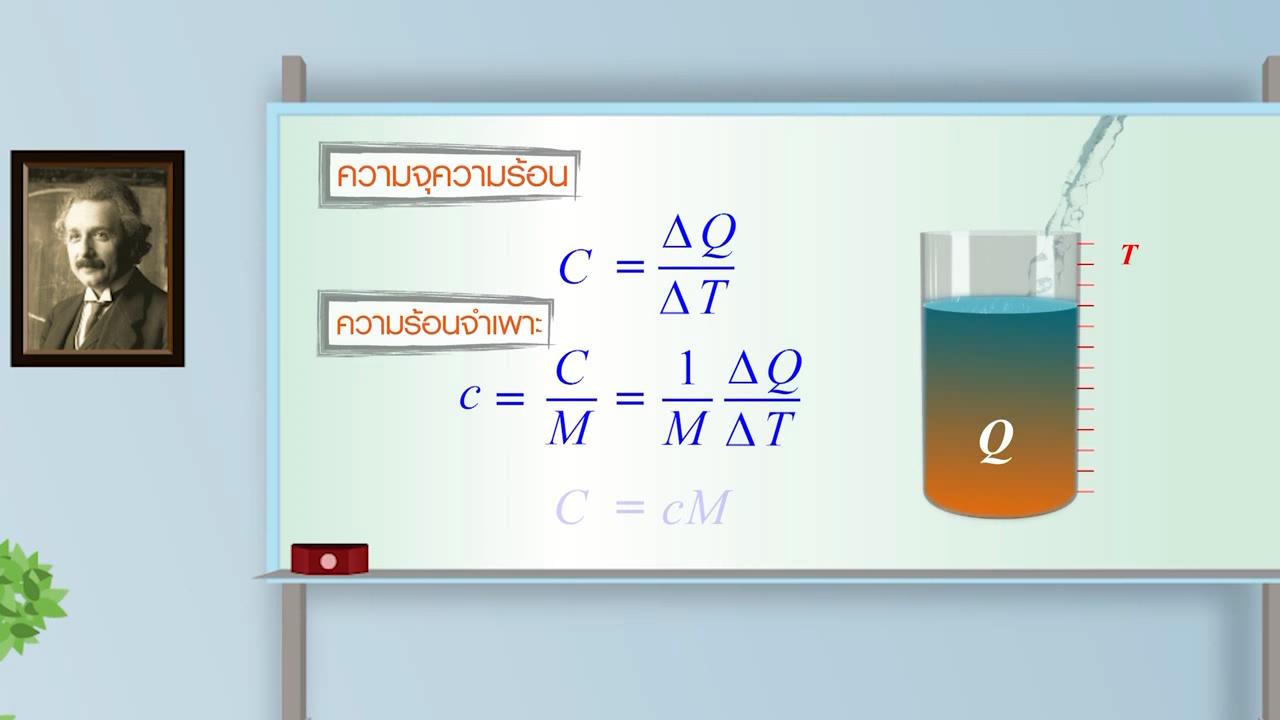 ความจุความร้อน
C = ΔQ/ΔT
ความร้อนจำเพาะ
c = C/M = 1/M ΔQ/ΔT
C = cM
T
Q